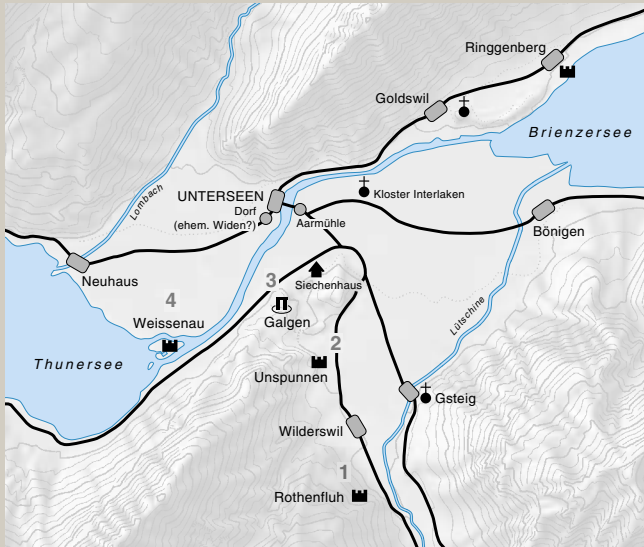 Ringgenberg
Goldswil
Brienzersee
Lombach
UNTERSEEN
Dorf
(ehem. Widen?)
Kloster Interlaken
Aarmühle
Bönigen
Neuhaus
3
Siechenhaus
4
Weissenau
Galgen
Lütschine
2
Thunersee
Unspunnen
Gsteig
Wilderswil
1
Rothenfluh